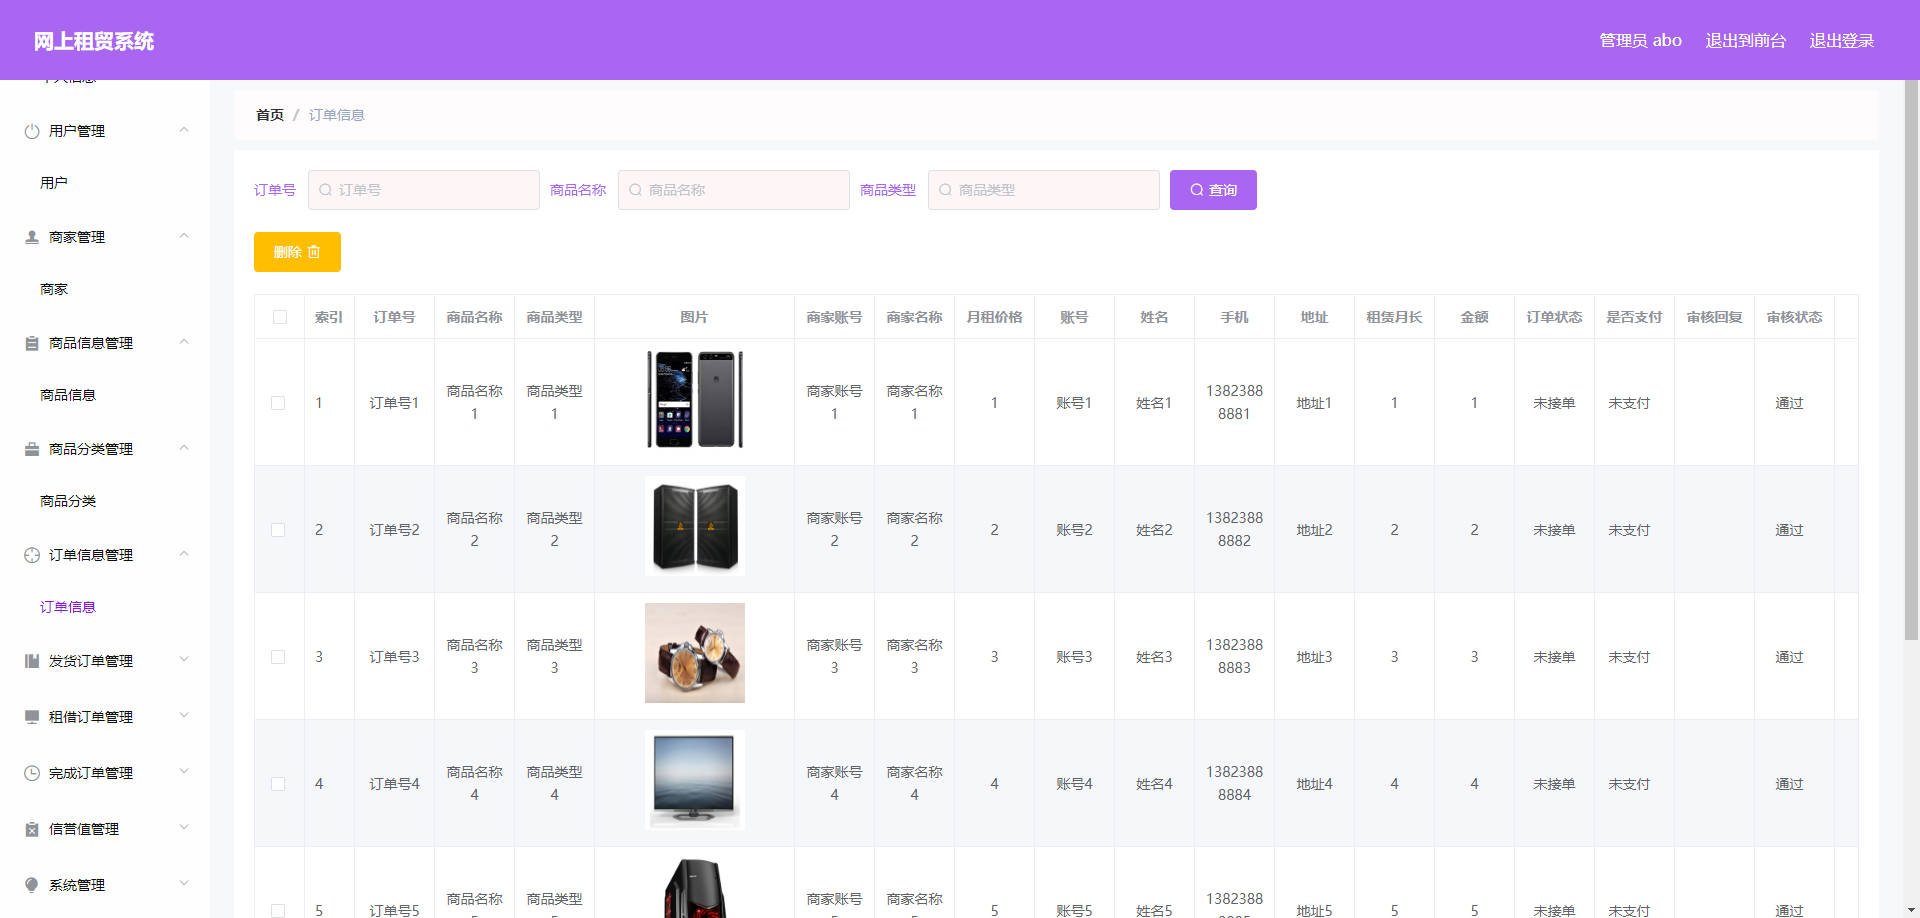 网上租贸系统
管理员 abo 退出到前台 退出登录
个人信息
用户管理
用户
商家管理
商家
商品信息管理
商品信息
商品分类管理
商品分类
订单信息管理
订单信息
发货订单管理
租借订单管理
完成订单管理
信誉值管理
系统管理
首页 / 订单信息
订单号 订单号 商品名称 商品名称 商品类型 商品类型 查询
删除
索引 订单号 商品名称 商品类型 图片 商家账号 商家名称 月租价格 账号 姓名 手机 地址 租赁月长 金额 订单状态 是否支付 审核回复 审核状态
1 订单号1 商品名称1 商品类型1 商家账号1 商家名称1 1 账号1 姓名1 13823888881 地址1 1 1 未接单 未支付 通过
2 订单号2 商品名称2 商品类型2 商家账号2 商家名称2 2 账号2 姓名2 13823888882 地址2 2 2 未接单 未支付 通过
3 订单号3 商品名称3 商品类型3 商家账号3 商家名称3 3 账号3 姓名3 13823888883 地址3 3 3 未接单 未支付 通过
4 订单号4 商品名称4 商品类型4 商家账号4 商家名称4 4 账号4 姓名4 13823888884 地址4 4 4 未接单 未支付 通过
5 订单号5 商品名称 商品类型 商家账号 商家名称 5 账号5 姓名5 1382388 地址5 5 5 未接单 未支付 通过